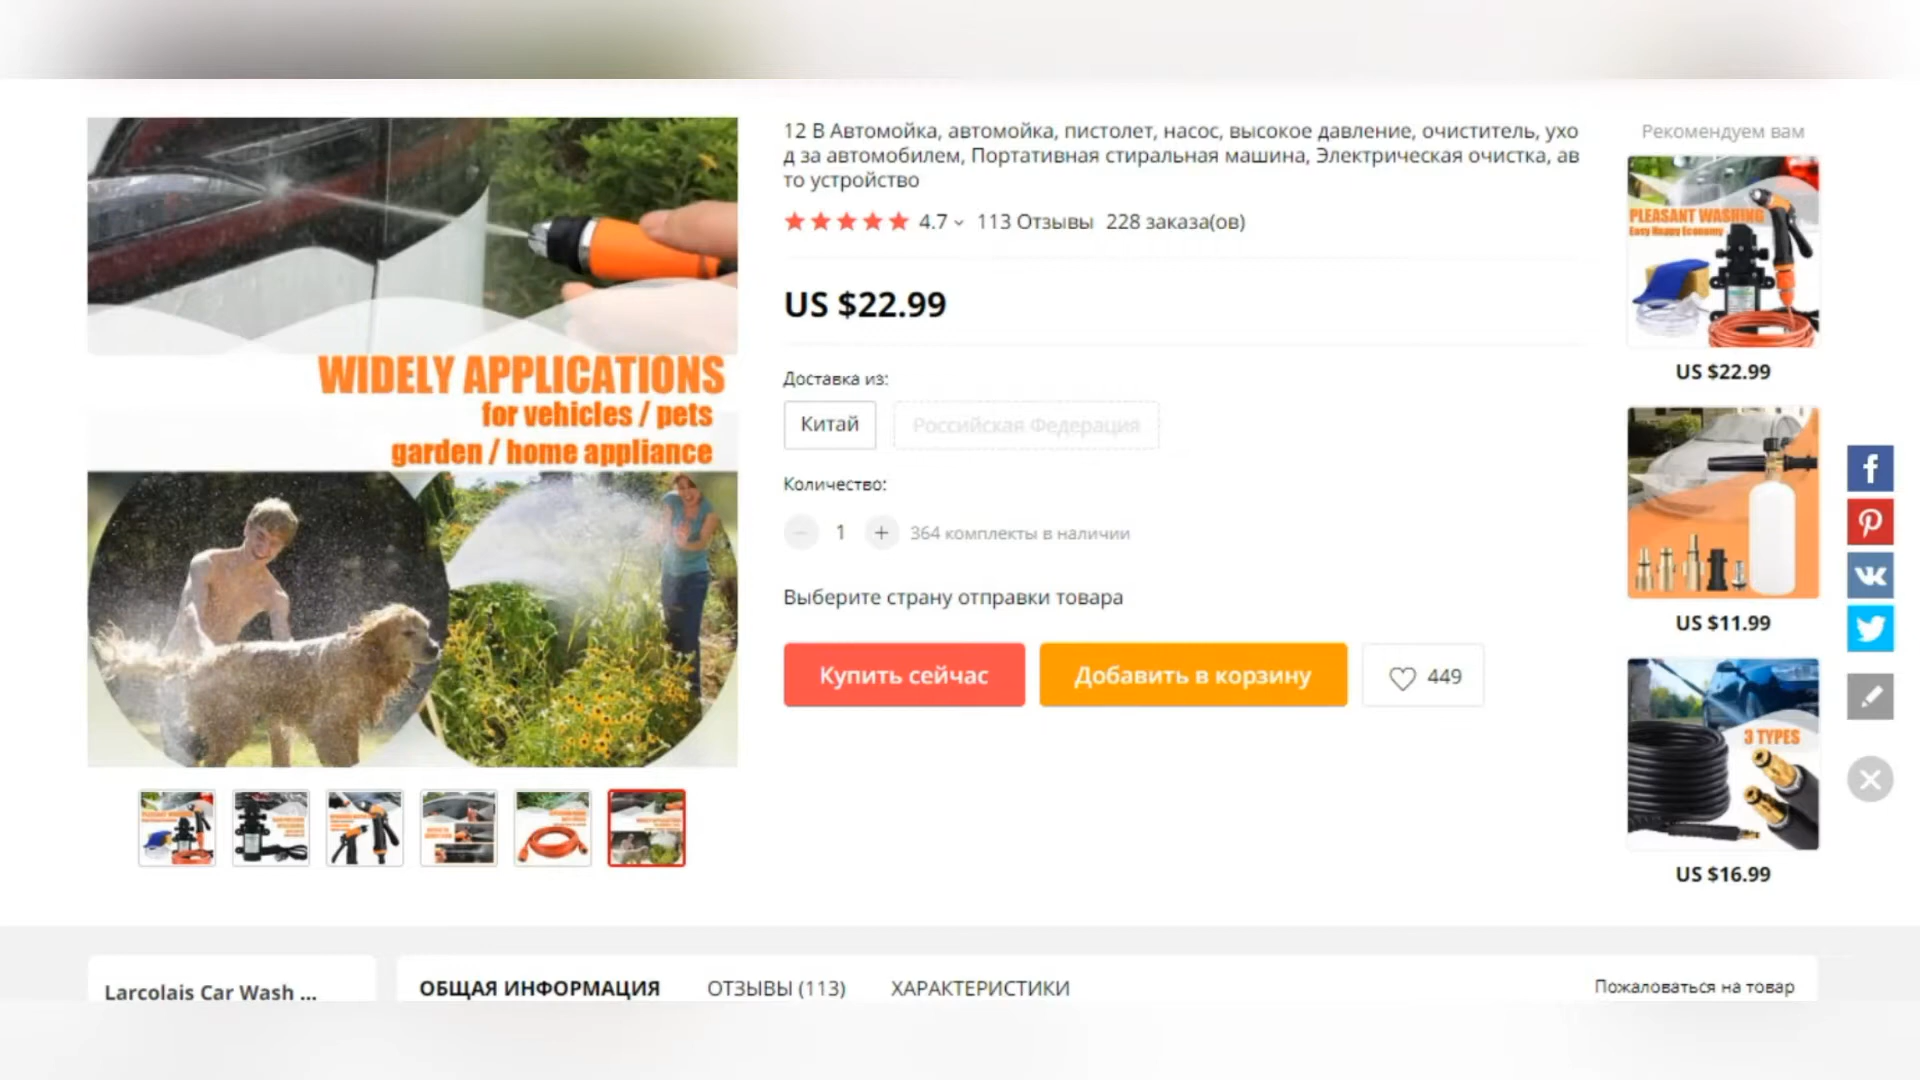 12 В Автомойка, автомойка, пистолет, насос, высокое давление, очиститель, ухо
д за автомобилем, Портативная стиральная машина, Электрическая очистка, ав
то устройство
4.7
113 Отзывы
228 заказа(ов)
US $22.99
Доставка из:
Китай
Российская Федерация
Количество:
1
364 комплекты в наличии
Выберите страну отправки товара
Купить сейчас
Добавить в корзину
449
WIDELY APPLICATIONS
for vehicles / pets
garden / home appliance
Рекомендуем вам
PLEASANT WASHING
Easy Happy Economy
US $22.99
US $11.99
3 TYPES
US $16.99
Larcolais Car Wash ...
ОБЩАЯ ИНФОРМАЦИЯ
ОТЗЫВЫ (113)
ХАРАКТЕРИСТИКИ
Пожаловаться на товар